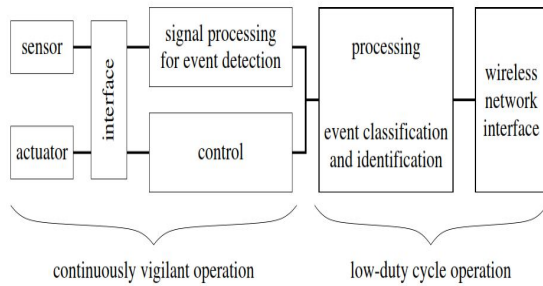 sensor
actuator
interface
signal processing
for event detection
control
processing
event classification
and identification
wireless
network
interface
continuously vigilant operation
low-duty cycle operation